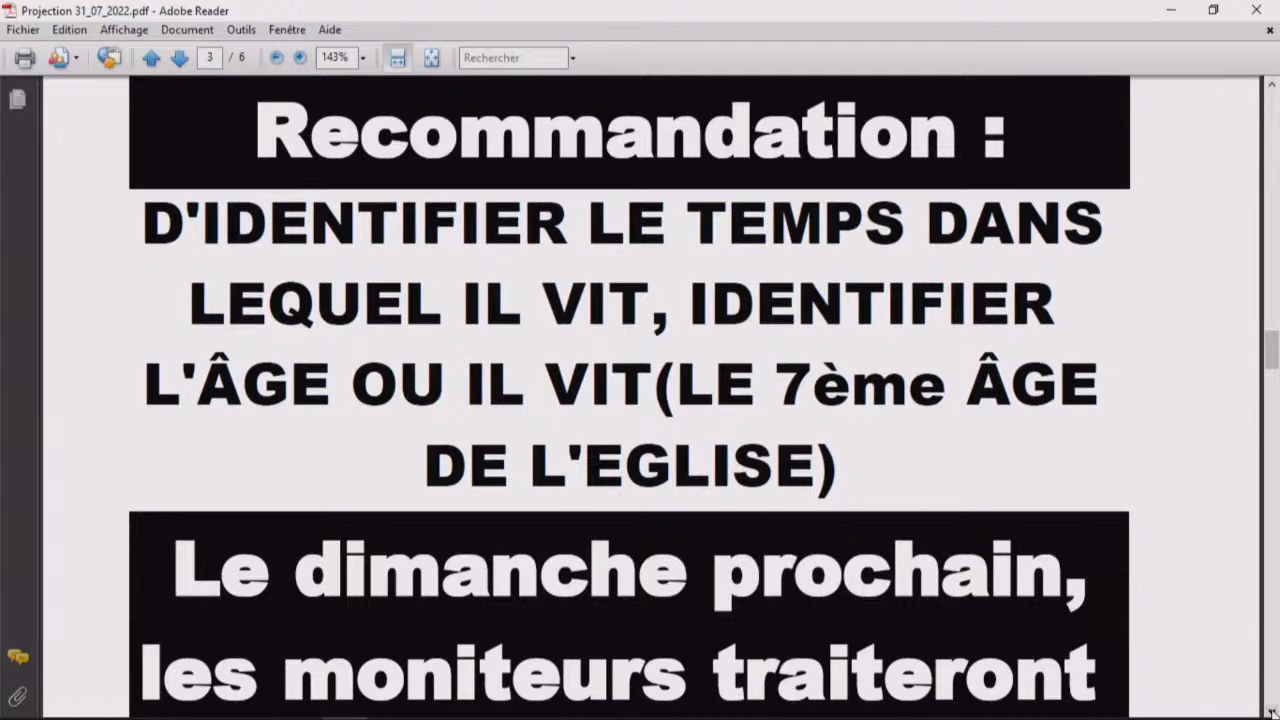 Projection 31_07_2022.pdf - Adobe Reader
Fichier Edition Affichage Document Outils Fenêtre Aide
3 / 6 143% Rechercher
Recommandation :
D'IDENTIFIER LE TEMPS DANS
LEQUEL IL VIT, IDENTIFIER
L'ÂGE OU IL VIT(LE 7ème ÂGE
DE L'EGLISE)
Le dimanche prochain,
les moniteurs traiteront